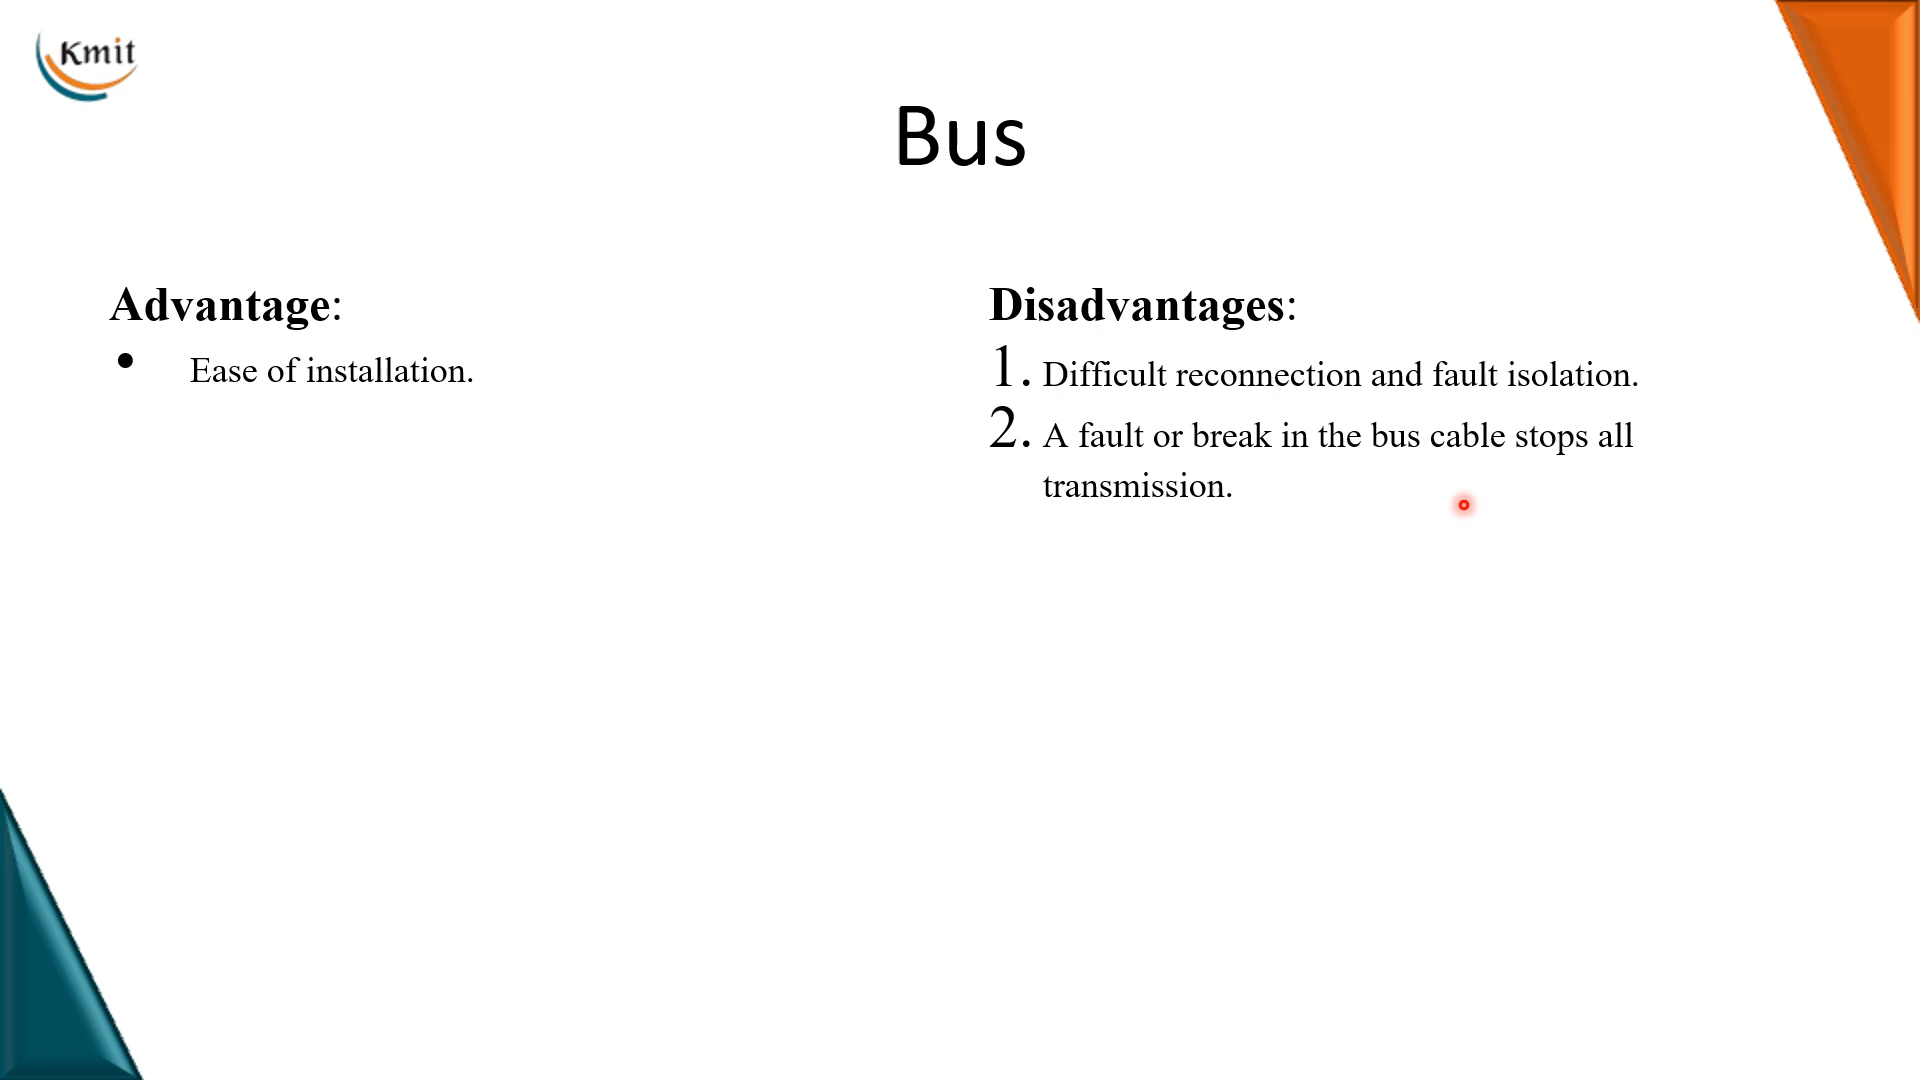 Kmit
Bus
Advantage:
• Ease of installation.
Disadvantages:
1. Difficult reconnection and fault isolation.
2. A fault or break in the bus cable stops all
transmission.